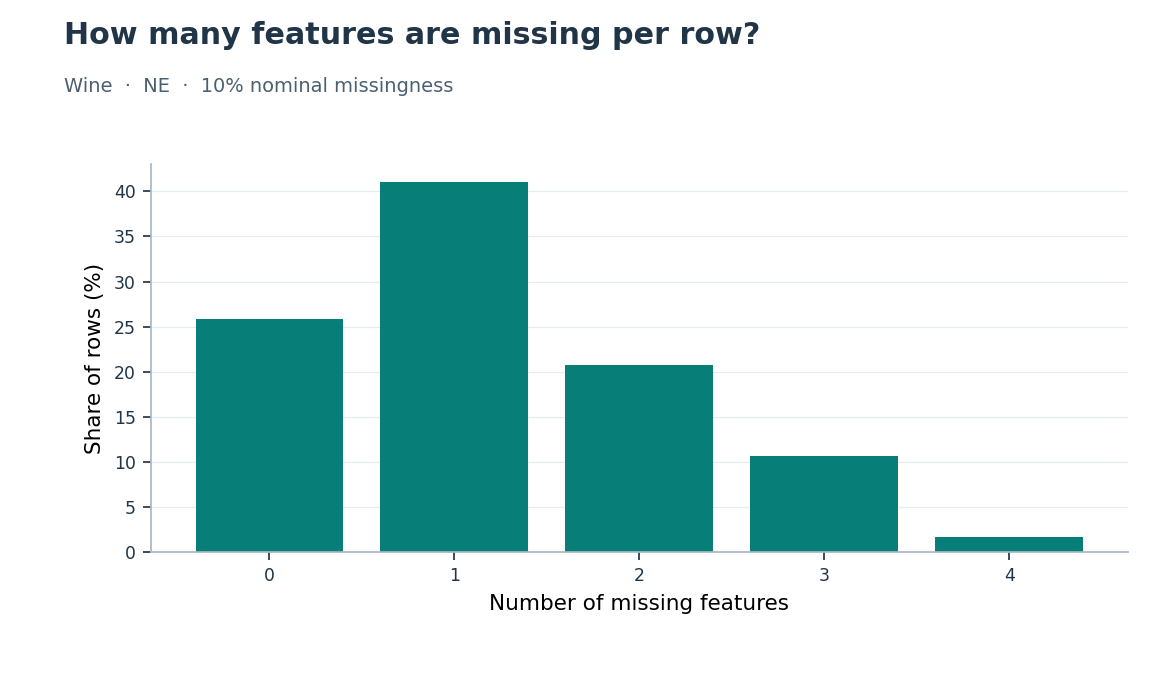 How many features are missing per row?
Wine · NE · 10% nominal missingness
Share of rows (%)
40
35
30
25
20
15
10
5
0
0 1 2 3 4
Number of missing features